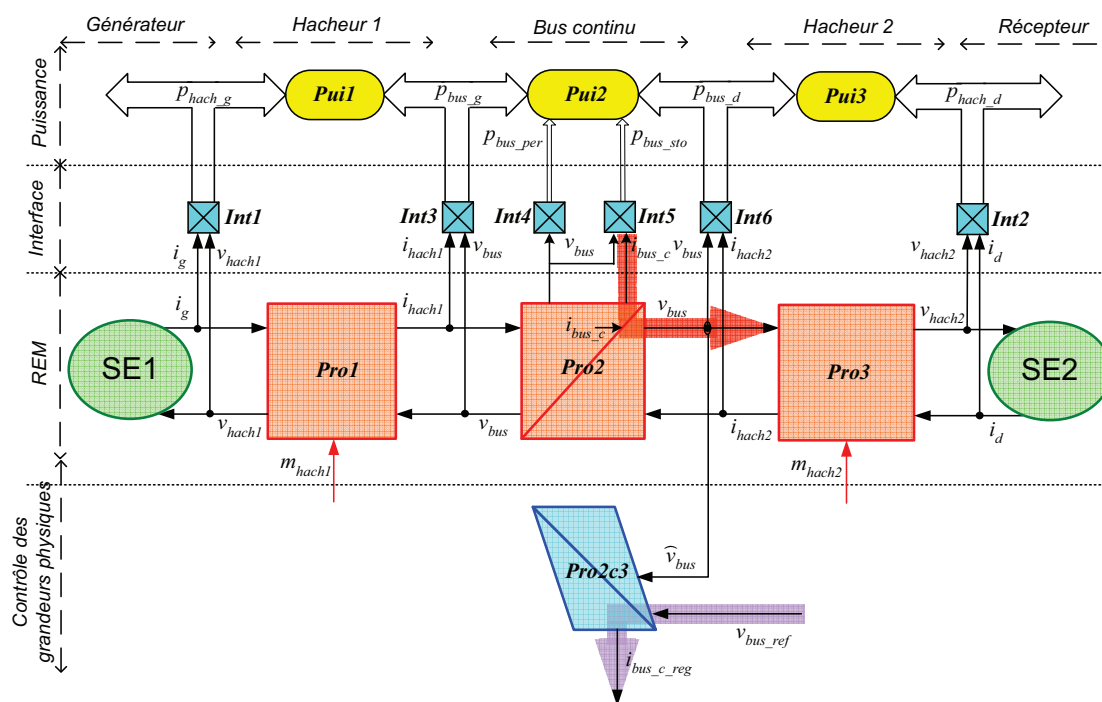 Générateur
Hacheur 1
Bus continu
Hacheur 2
Récepteur
Puissance
p_hach_g
Pui1
p_bus_g
Pui2
p_bus_d
Pui3
p_hach_d
p_bus_per
p_bus_sto
Interface
Int1
Int3
Int4
Int5
Int6
Int2
i_g
v_hach1
i_hach1
v_bus
v_bus
i_bus_c
v_bus
i_hach2
v_hach2
i_d
REM
SE1
i_g
Pro1
i_hach1
i_bus_c
Pro2
v_bus
Pro3
v_hach2
SE2
v_hach1
v_bus
i_hach2
i_d
m_hach1
m_hach2
Contrôle des
grandeurs physiques
Pro2c3
v̂_bus
v_bus_ref
i_bus_c_reg